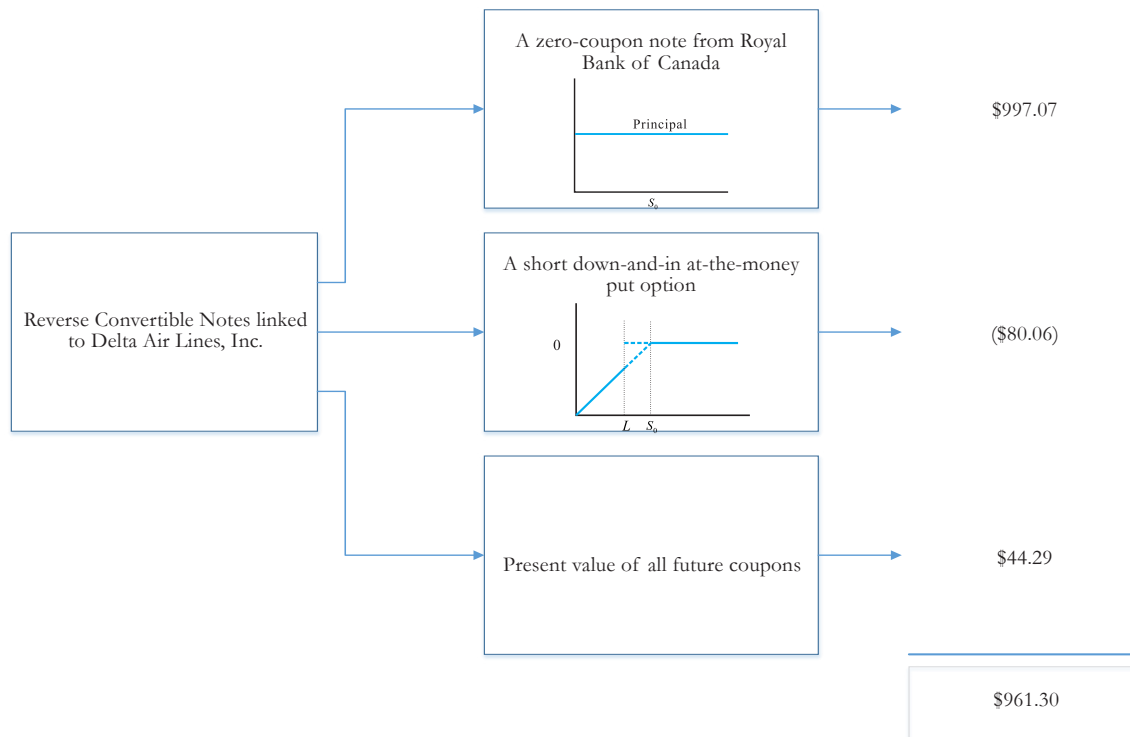 Reverse Convertible Notes linked
to Delta Air Lines, Inc.
A zero-coupon note from Royal
Bank of Canada
Principal
S₀
$997.07
A short down-and-in at-the-money
put option
0
L S₀
($80.06)
Present value of all future coupons
$44.29
$961.30